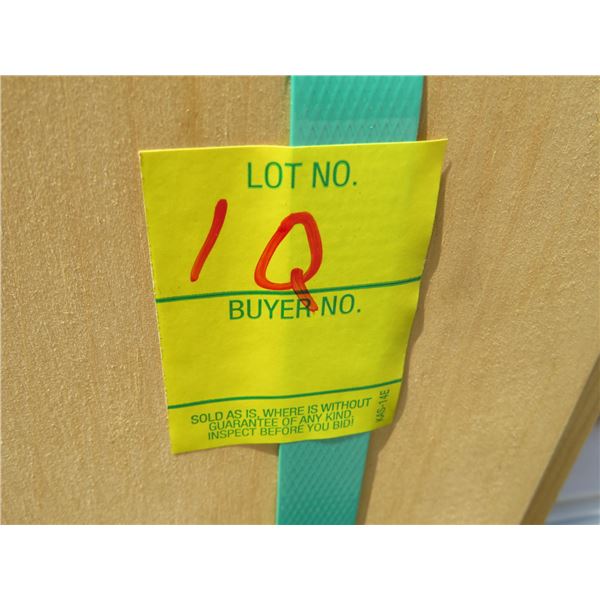 LOT NO.
1Q
BUYER NO.
SOLD AS IS, WHERE IS WITHOUT
GUARANTEE OF ANY KIND.
INSPECT BEFORE YOU BID!
KAS-14E